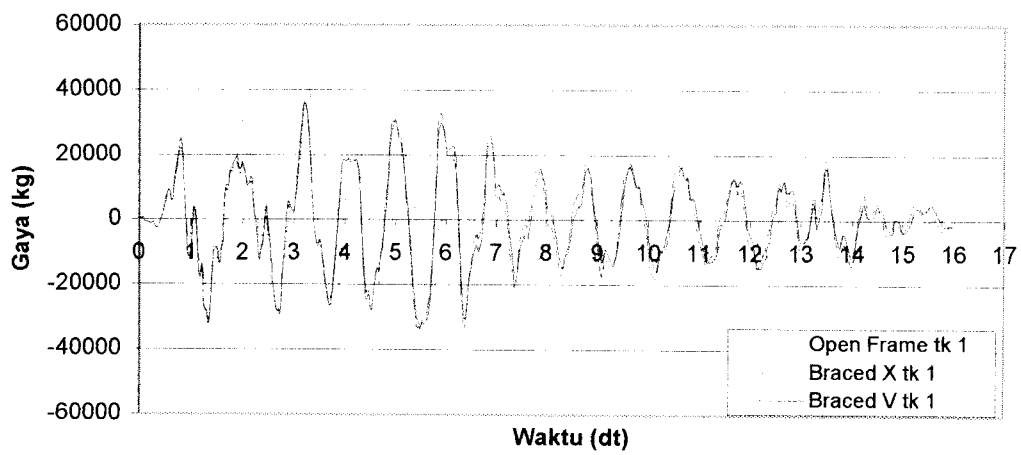 60000
40000
20000
0
-20000
-40000
-60000
Gaya (kg)
0 1 2 3 4 5 6 7 8 9 10 11 12 13 14 15 16 17
Waktu (dt)
Open Frame tk 1
Braced X tk 1
Braced V tk 1